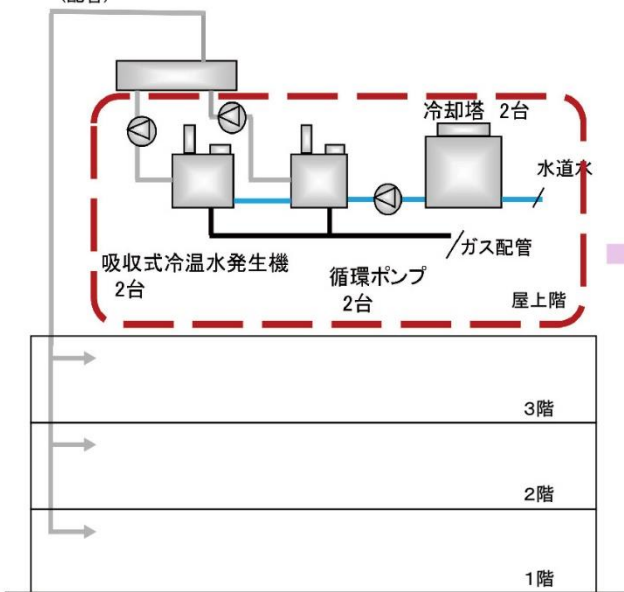 (配管)
冷却塔 2台
水道水
ガス配管
吸収式冷温水発生機
2台
循環ポンプ
2台
屋上階
3階
2階
1階